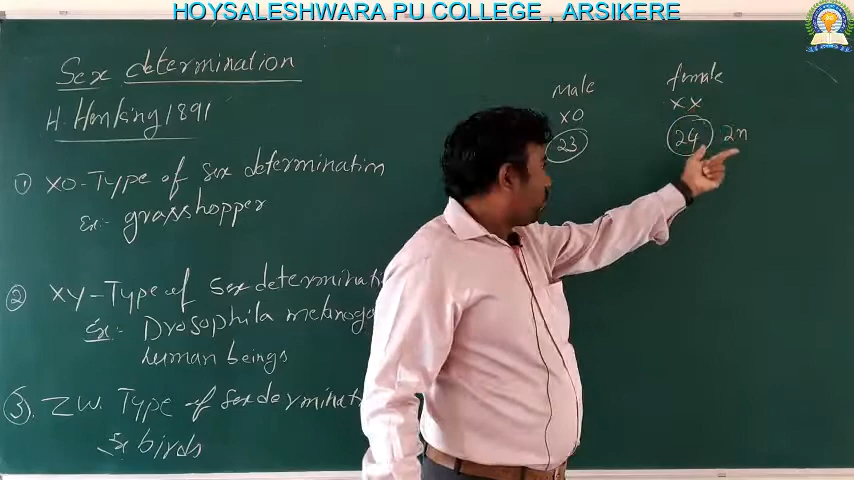 HOYSALESHWARA PU COLLEGE , ARSIKERE
Sex determination
H. Henking 1891
① XO-Type of sex determination
Ex:- grasshopper
② XY-Type of sex determinati
Ex:- Drosophila melanoga
human beings
③. ZW. Type of sex determinati
Ex birds
male
XO
23
female
XX
24 2n